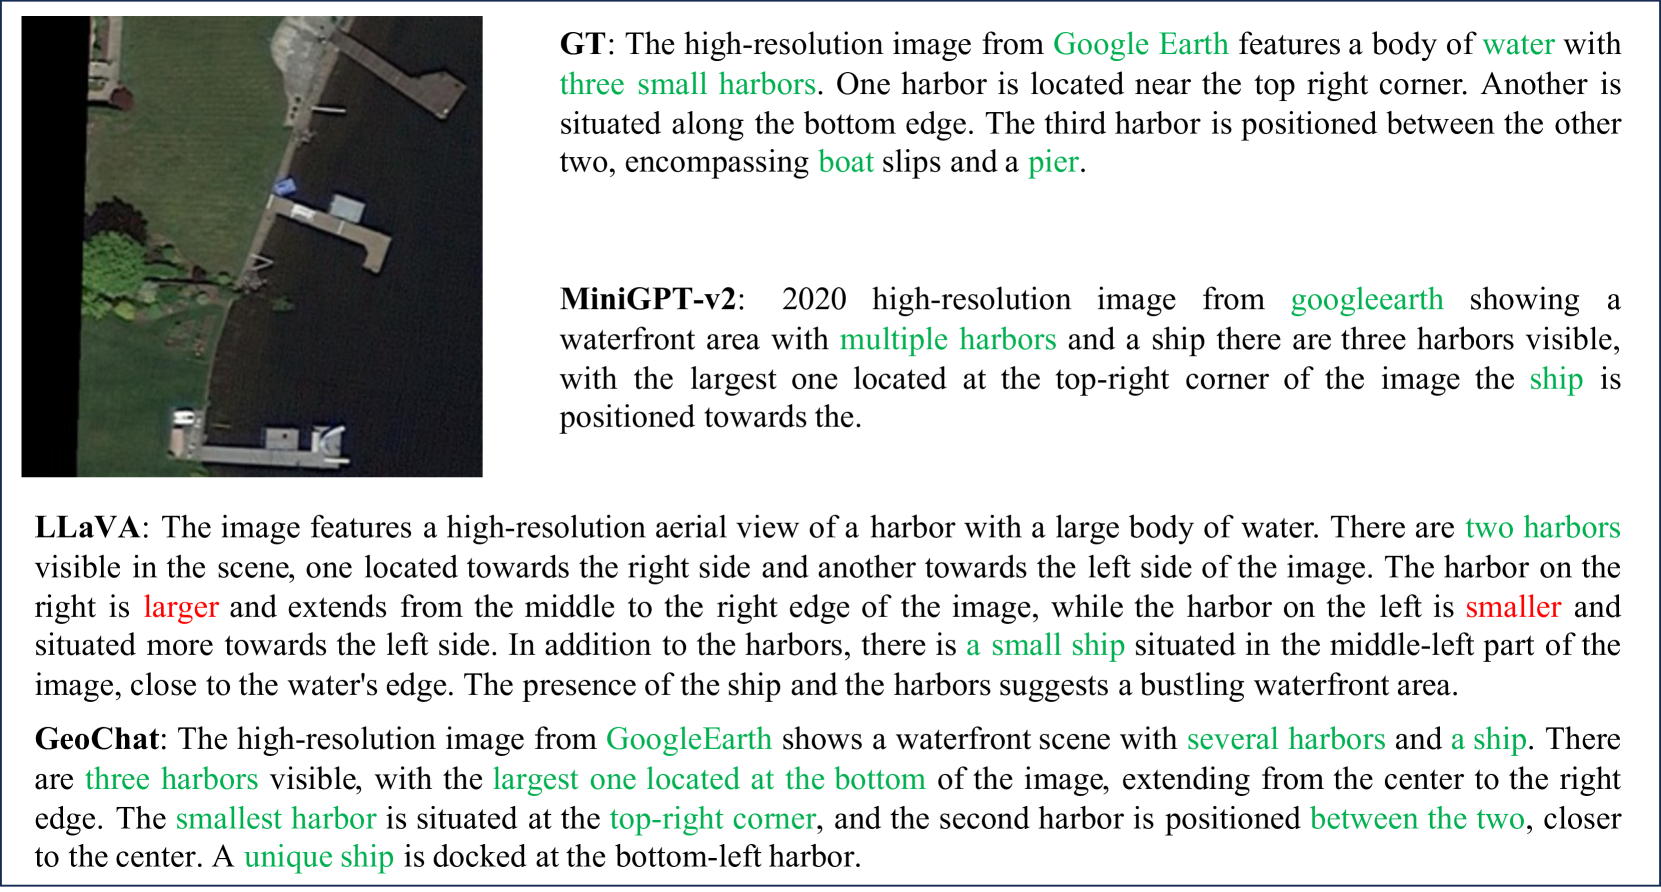 GT: The high-resolution image from Google Earth features a body of water with
three small harbors. One harbor is located near the top right corner. Another is
situated along the bottom edge. The third harbor is positioned between the other
two, encompassing boat slips and a pier.
MiniGPT-v2: 2020 high-resolution image from googleearth showing a
waterfront area with multiple harbors and a ship there are three harbors visible,
with the largest one located at the top-right corner of the image the ship is
positioned towards the.
LLaVA: The image features a high-resolution aerial view of a harbor with a large body of water. There are two harbors
visible in the scene, one located towards the right side and another towards the left side of the image. The harbor on the
right is larger and extends from the middle to the right edge of the image, while the harbor on the left is smaller and
situated more towards the left side. In addition to the harbors, there is a small ship situated in the middle-left part of the
image, close to the water's edge. The presence of the ship and the harbors suggests a bustling waterfront area.
GeoChat: The high-resolution image from GoogleEarth shows a waterfront scene with several harbors and a ship. There
are three harbors visible, with the largest one located at the bottom of the image, extending from the center to the right
edge. The smallest harbor is situated at the top-right corner, and the second harbor is positioned between the two, closer
to the center. A unique ship is docked at the bottom-left harbor.